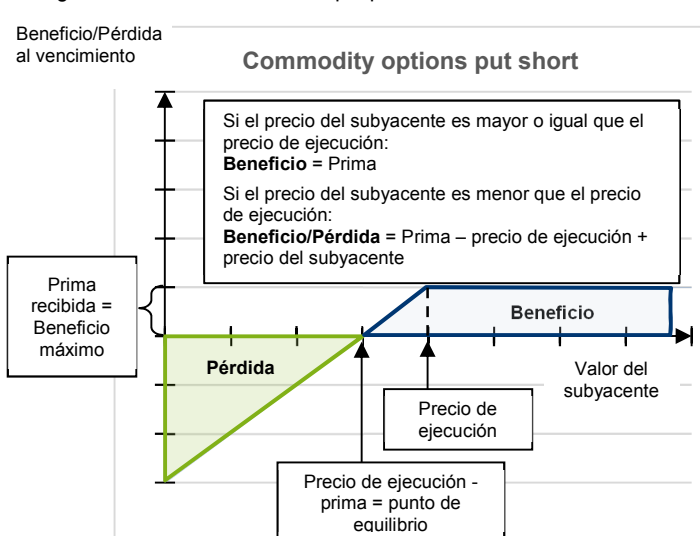 Beneficio/Pérdida
al vencimiento
Commodity options put short
Si el precio del subyacente es mayor o igual que el
precio de ejecución:
Beneficio = Prima
Si el precio del subyacente es menor que el precio
de ejecución:
Beneficio/Pérdida = Prima – precio de ejecución +
precio del subyacente
Prima
recibida =
Beneficio
máximo
Beneficio
Pérdida
Valor del
subyacente
Precio de
ejecución
Precio de ejecución -
prima = punto de
equilibrio